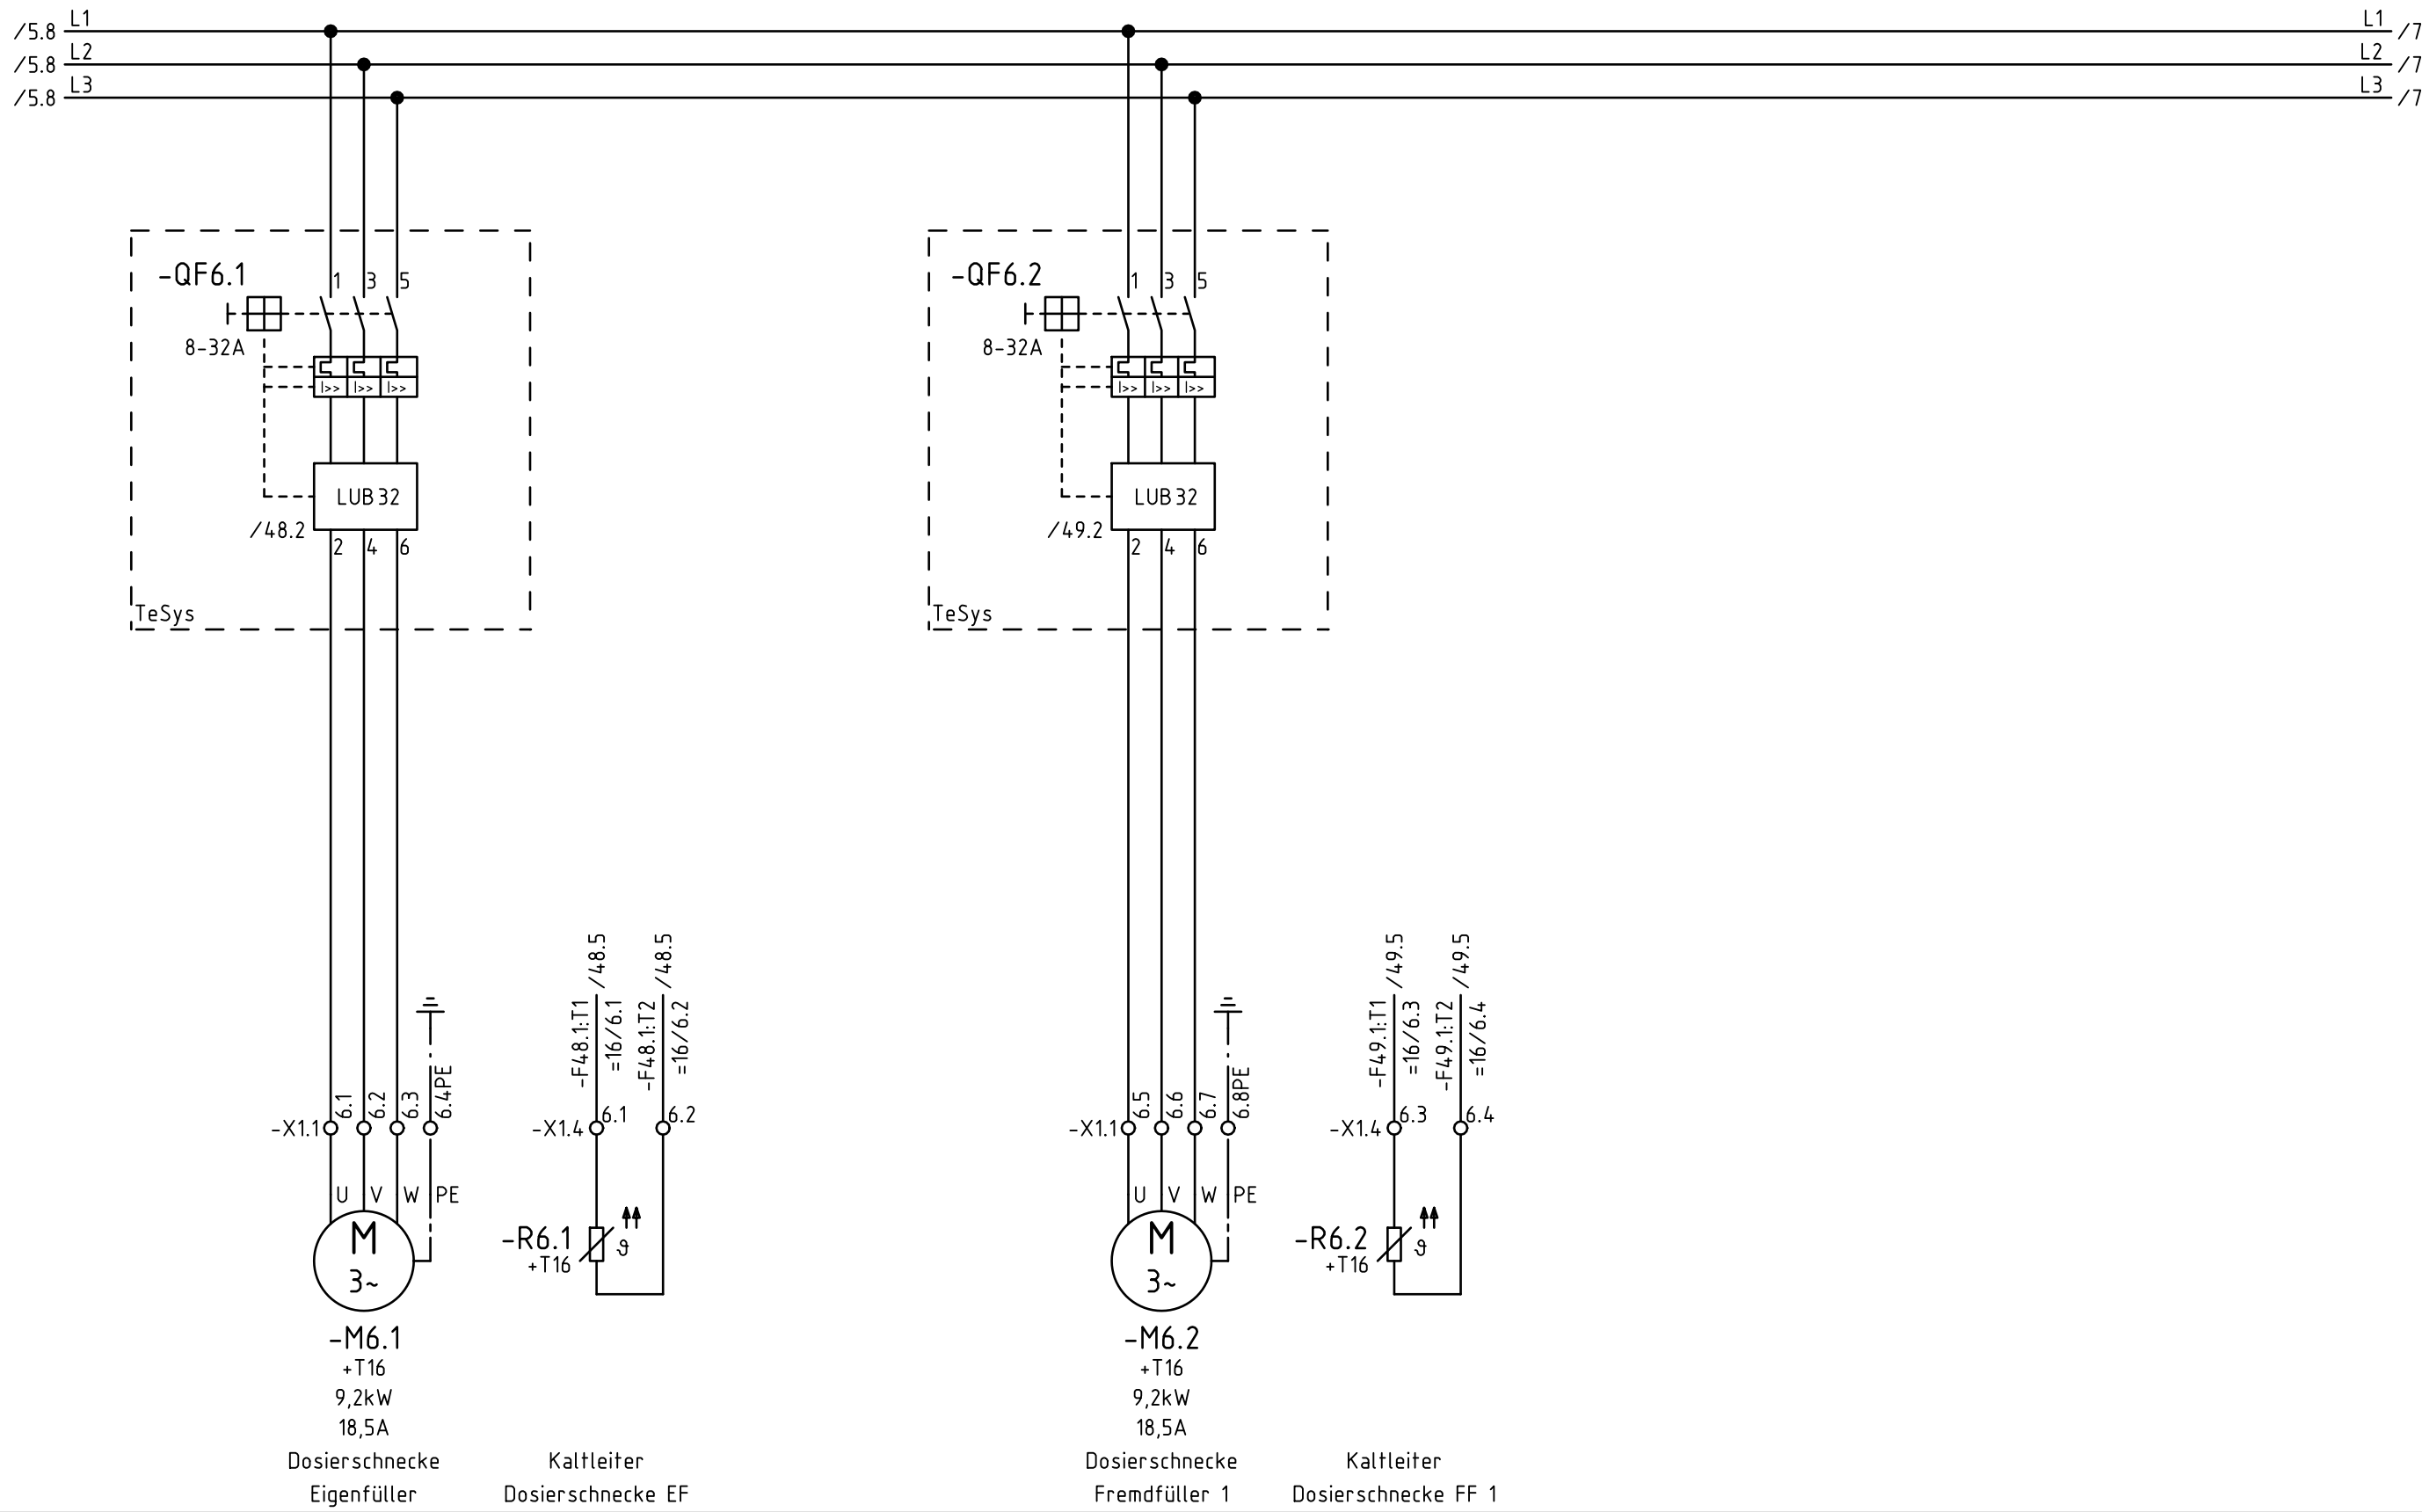 /5.8 L1 L1 /7
/5.8 L2 L2 /7
/5.8 L3 L3 /7
-QF6.1 1 3 5
8-32A
I>> I>> I>>
LUB32
/48.2
2 4 6
TeSys
-QF6.2 1 3 5
8-32A
I>> I>> I>>
LUB32
/49.2
2 4 6
TeSys
-X1.1 6.1 6.2 6.3 6.4PE
U V W PE
M
3~
-M6.1
+T16
9,2kW
18,5A
Dosierschnecke
Eigenfüller
/48.5 /48.5
-F48.1:T1 =16/6.1 -F48.1:T2 =16/6.2
-X1.4 6.1 6.2
-R6.1 ϑ
+T16
Kaltleiter
Dosierschnecke EF
-X1.1 6.5 6.6 6.7 6.8PE
U V W PE
M
3~
-M6.2
+T16
9,2kW
18,5A
Dosierschnecke
Fremdfüller 1
/49.5 /49.5
-F49.1:T1 =16/6.3 -F49.1:T2 =16/6.4
-X1.4 6.3 6.4
-R6.2 ϑ
+T16
Kaltleiter
Dosierschnecke FF 1